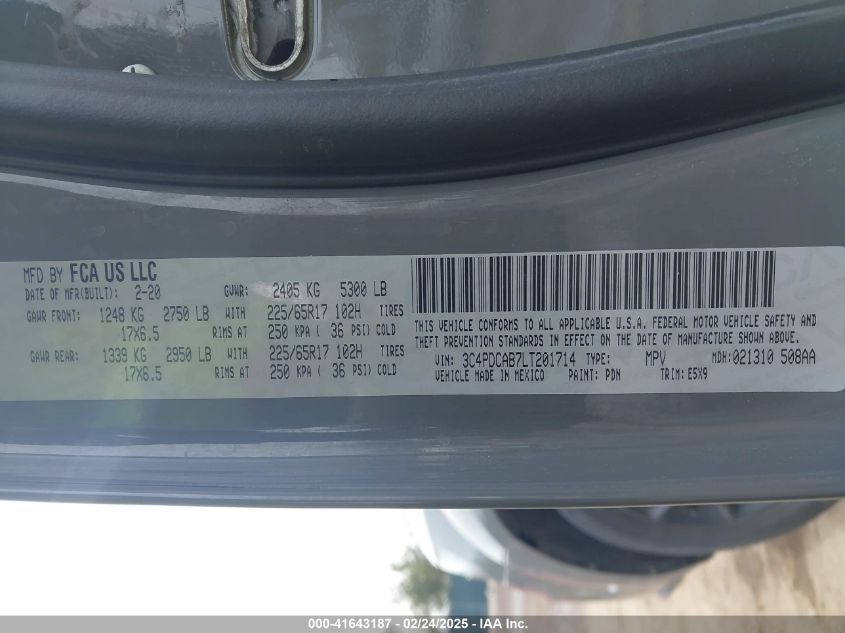 MFD BY FCA US LLC
DATE OF MFR(BUILT): 2-20 GVWR: 2405 KG 5300 LB
GAWR FRONT: 1248 KG 2750 LB WITH 225/65R17 102H TIRES
17X6.5 RIMS AT 250 KPA ( 36 PSI) COLD
GAWR REAR: 1339 KG 2950 LB WITH 225/65R17 102H TIRES
17X6.5 RIMS AT 250 KPA ( 36 PSI) COLD
THIS VEHICLE CONFORMS TO ALL APPLICABLE U.S.A. FEDERAL MOTOR VEHICLE SAFETY AND
THEFT PREVENTION STANDARDS IN EFFECT ON THE DATE OF MANUFACTURE SHOWN ABOVE.
VIN: 3C4PDCAB7LT201714 TYPE: MPV MDH:021310 508AA
VEHICLE MADE IN MEXICO PAINT: PDN TRIM: E5X9
000-41643187 - 02/24/2025 - IAAI.com